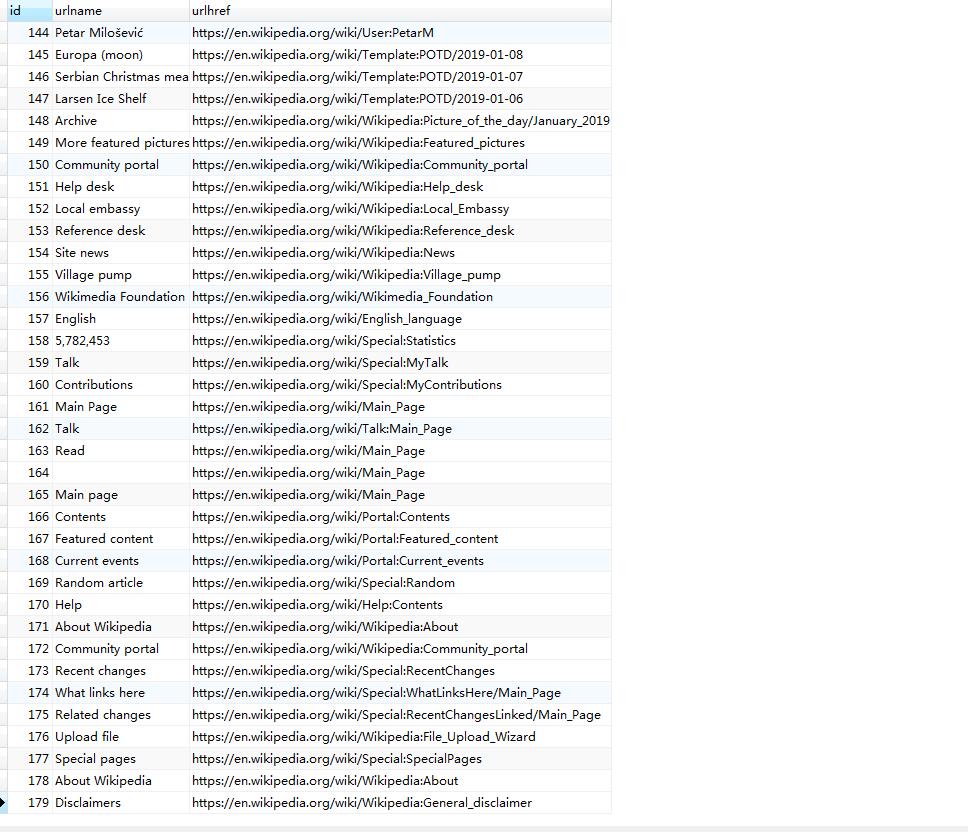 id urlname urlhref
144 Petar Milošević https://en.wikipedia.org/wiki/User:PetarM
145 Europa (moon) https://en.wikipedia.org/wiki/Template:POTD/2019-01-08
146 Serbian Christmas mea https://en.wikipedia.org/wiki/Template:POTD/2019-01-07
147 Larsen Ice Shelf https://en.wikipedia.org/wiki/Template:POTD/2019-01-06
148 Archive https://en.wikipedia.org/wiki/Wikipedia:Picture_of_the_day/January_2019
149 More featured pictures https://en.wikipedia.org/wiki/Wikipedia:Featured_pictures
150 Community portal https://en.wikipedia.org/wiki/Wikipedia:Community_portal
151 Help desk https://en.wikipedia.org/wiki/Wikipedia:Help_desk
152 Local embassy https://en.wikipedia.org/wiki/Wikipedia:Local_Embassy
153 Reference desk https://en.wikipedia.org/wiki/Wikipedia:Reference_desk
154 Site news https://en.wikipedia.org/wiki/Wikipedia:News
155 Village pump https://en.wikipedia.org/wiki/Wikipedia:Village_pump
156 Wikimedia Foundation https://en.wikipedia.org/wiki/Wikimedia_Foundation
157 English https://en.wikipedia.org/wiki/English_language
158 5,782,453 https://en.wikipedia.org/wiki/Special:Statistics
159 Talk https://en.wikipedia.org/wiki/Special:MyTalk
160 Contributions https://en.wikipedia.org/wiki/Special:MyContributions
161 Main Page https://en.wikipedia.org/wiki/Main_Page
162 Talk https://en.wikipedia.org/wiki/Talk:Main_Page
163 Read https://en.wikipedia.org/wiki/Main_Page
164 https://en.wikipedia.org/wiki/Main_Page
165 Main page https://en.wikipedia.org/wiki/Main_Page
166 Contents https://en.wikipedia.org/wiki/Portal:Contents
167 Featured content https://en.wikipedia.org/wiki/Portal:Featured_content
168 Current events https://en.wikipedia.org/wiki/Portal:Current_events
169 Random article https://en.wikipedia.org/wiki/Special:Random
170 Help https://en.wikipedia.org/wiki/Help:Contents
171 About Wikipedia https://en.wikipedia.org/wiki/Wikipedia:About
172 Community portal https://en.wikipedia.org/wiki/Wikipedia:Community_portal
173 Recent changes https://en.wikipedia.org/wiki/Special:RecentChanges
174 What links here https://en.wikipedia.org/wiki/Special:WhatLinksHere/Main_Page
175 Related changes https://en.wikipedia.org/wiki/Special:RecentChangesLinked/Main_Page
176 Upload file https://en.wikipedia.org/wiki/Wikipedia:File_Upload_Wizard
177 Special pages https://en.wikipedia.org/wiki/Special:SpecialPages
178 About Wikipedia https://en.wikipedia.org/wiki/Wikipedia:About
179 Disclaimers https://en.wikipedia.org/wiki/Wikipedia:General_disclaimer